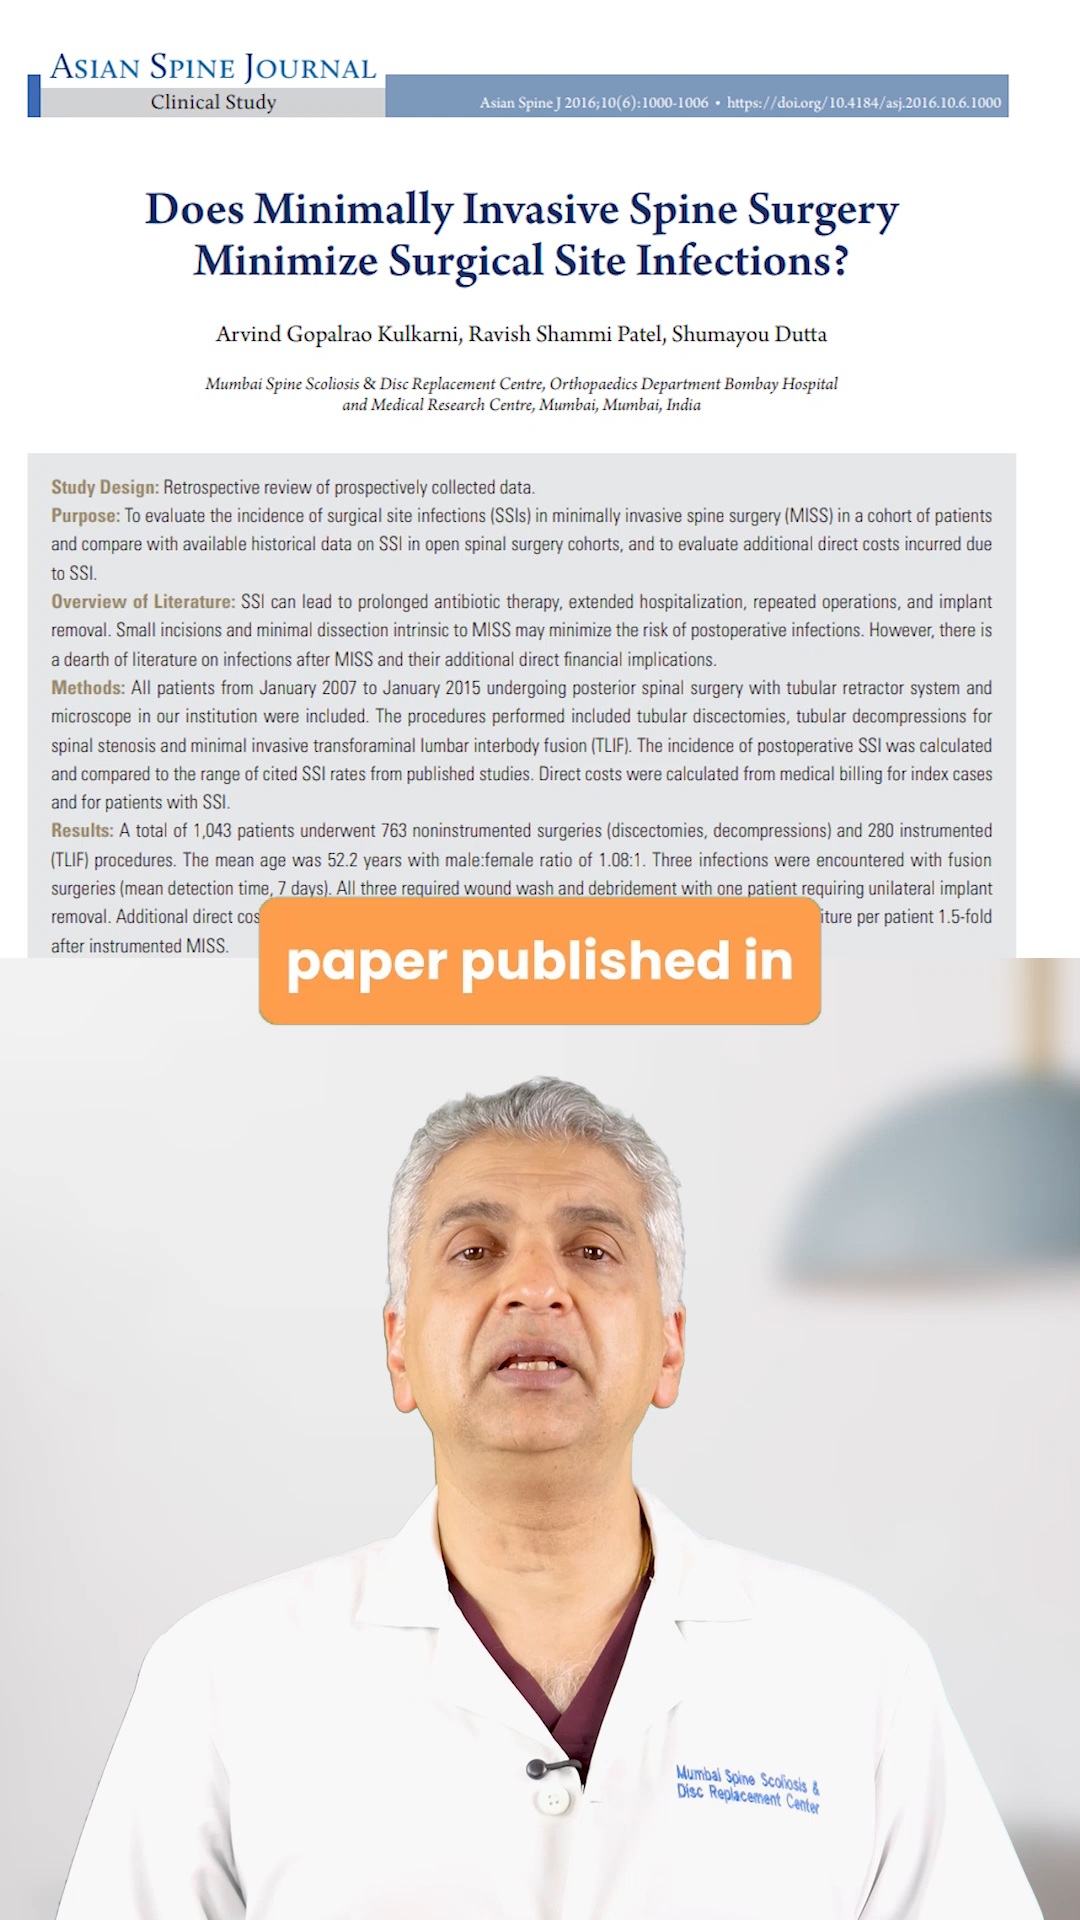 ASIAN SPINE JOURNAL
Clinical Study
Asian Spine J 2016;10(6):1000-1006 • https://doi.org/10.4184/asj.2016.10.6.1000
Does Minimally Invasive Spine Surgery
Minimize Surgical Site Infections?
Arvind Gopalrao Kulkarni, Ravish Shammi Patel, Shumayou Dutta
Mumbai Spine Scoliosis & Disc Replacement Centre, Orthopaedics Department Bombay Hospital
and Medical Research Centre, Mumbai, Mumbai, India
Study Design: Retrospective review of prospectively collected data.
Purpose: To evaluate the incidence of surgical site infections (SSIs) in minimally invasive spine surgery (MISS) in a cohort of patients
and compare with available historical data on SSI in open spinal surgery cohorts, and to evaluate additional direct costs incurred due
to SSI.
Overview of Literature: SSI can lead to prolonged antibiotic therapy, extended hospitalization, repeated operations, and implant
removal. Small incisions and minimal dissection intrinsic to MISS may minimize the risk of postoperative infections. However, there is
a dearth of literature on infections after MISS and their additional direct financial implications.
Methods: All patients from January 2007 to January 2015 undergoing posterior spinal surgery with tubular retractor system and
microscope in our institution were included. The procedures performed included tubular discectomies, tubular decompressions for
spinal stenosis and minimal invasive transforaminal lumbar interbody fusion (TLIF). The incidence of postoperative SSI was calculated
and compared to the range of cited SSI rates from published studies. Direct costs were calculated from medical billing for index cases
and for patients with SSI.
Results: A total of 1,043 patients underwent 763 noninstrumented surgeries (discectomies, decompressions) and 280 instrumented
(TLIF) procedures. The mean age was 52.2 years with male:female ratio of 1.08:1. Three infections were encountered with fusion
surgeries (mean detection time, 7 days). All three required wound wash and debridement with one patient requiring unilateral implant
removal. Additional direct cos iture per patient 1.5-fold
after instrumented MISS.
paper published in
Mumbai Spine Scoliosis &
Disc Replacement Center